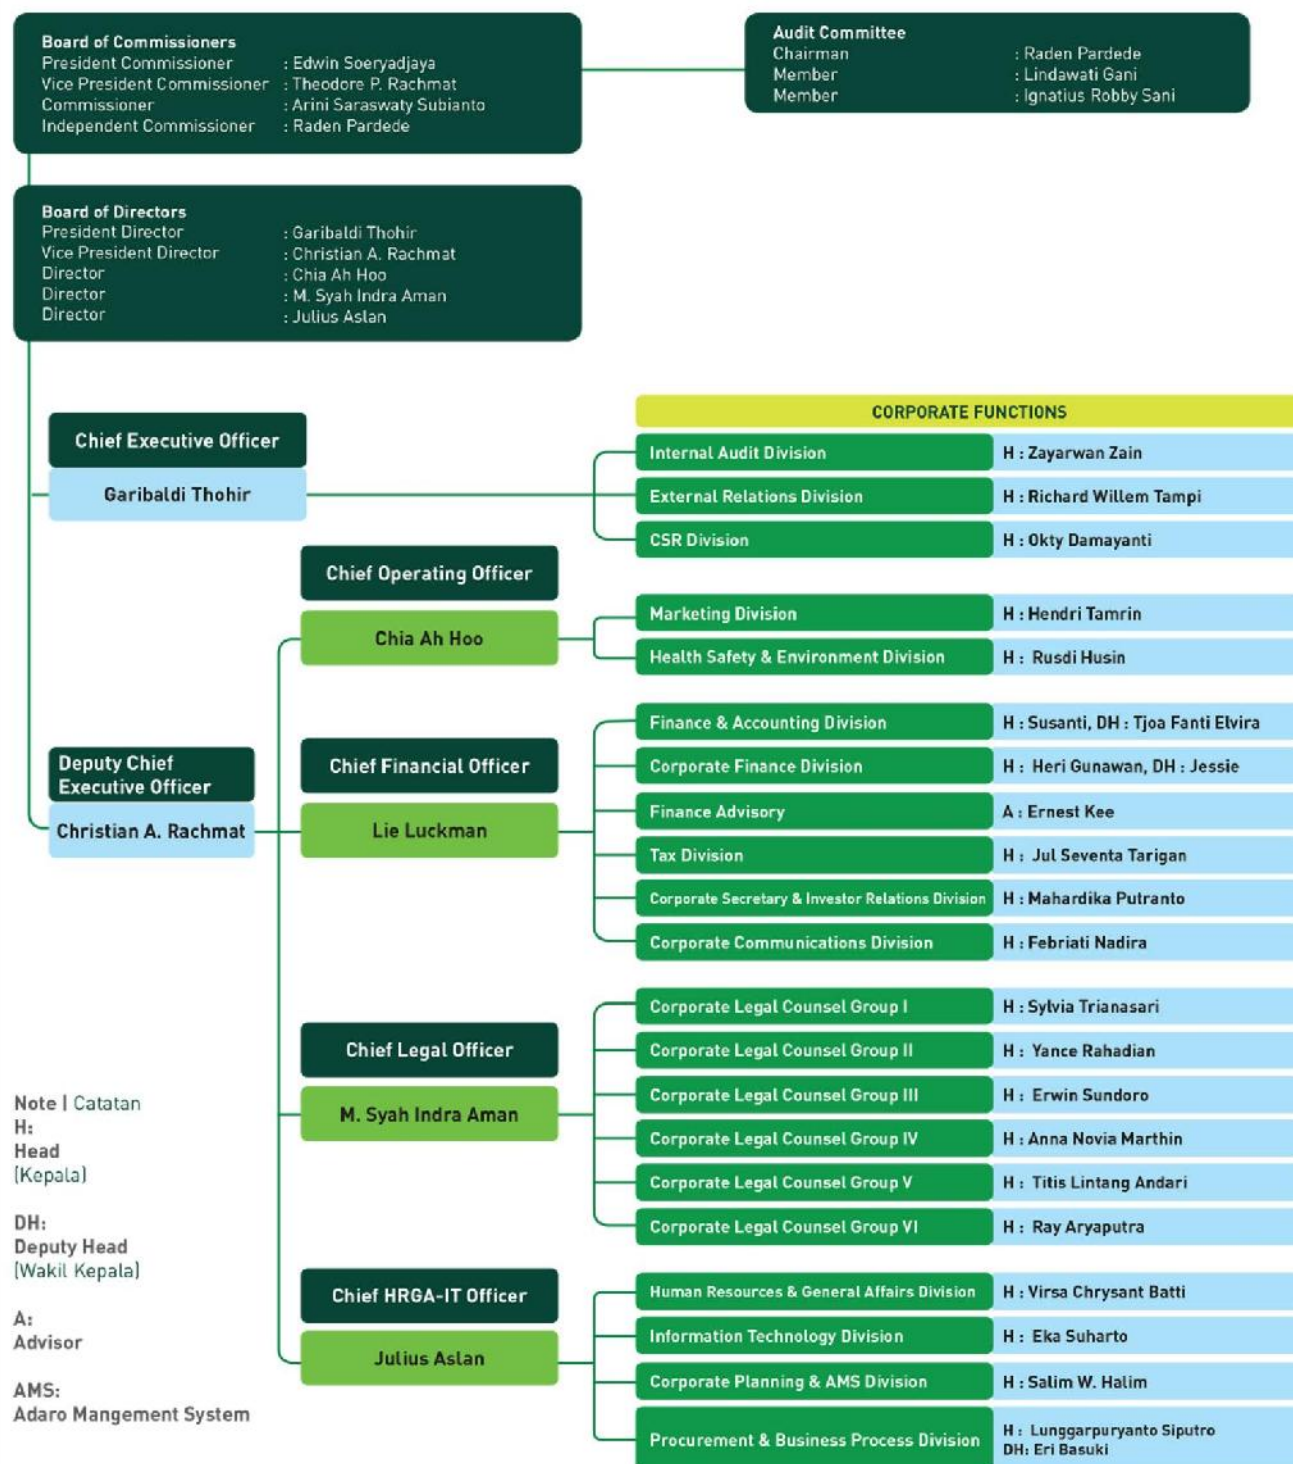 Board of Commissioners
President Commissioner : Edwin Soeryadjaya
Vice President Commissioner : Theodore P. Rachmat
Commissioner : Arini Saraswaty Subianto
Independent Commissioner : Raden Pardede
Audit Committee
Chairman : Raden Pardede
Member : Lindawati Gani
Member : Ignatius Robby Sani
Board of Directors
President Director : Garibaldi Thohir
Vice President Director : Christian A. Rachmat
Director : Chia Ah Hoo
Director : M. Syah Indra Aman
Director : Julius Aslan
CORPORATE FUNCTIONS
Chief Executive Officer
Garibaldi Thohir
Internal Audit Division H : Zayarwan Zain
External Relations Division H : Richard Willem Tampi
CSR Division H : Okty Damayanti
Chief Operating Officer
Chia Ah Hoo
Marketing Division H : Hendri Tamrin
Health Safety & Environment Division H : Rusdi Husin
Deputy Chief
Executive Officer
Christian A. Rachmat
Chief Financial Officer
Lie Luckman
Finance & Accounting Division H : Susanti, DH : Tjoa Fanti Elvira
Corporate Finance Division H : Heri Gunawan, DH : Jessie
Finance Advisory A : Ernest Kee
Tax Division H : Jul Seventa Tarigan
Corporate Secretary & Investor Relations Division H : Mahardika Putranto
Corporate Communications Division H : Febriati Nadira
Chief Legal Officer
M. Syah Indra Aman
Corporate Legal Counsel Group I H : Sylvia Trianasari
Corporate Legal Counsel Group II H : Yance Rahadian
Corporate Legal Counsel Group III H : Erwin Sundoro
Corporate Legal Counsel Group IV H : Anna Novia Marthin
Corporate Legal Counsel Group V H : Titis Lintang Andari
Corporate Legal Counsel Group VI H : Ray Aryaputra
Chief HRGA-IT Officer
Julius Aslan
Human Resources & General Affairs Division H : Virsa Chrysant Batti
Information Technology Division H : Eka Suharto
Corporate Planning & AMS Division H : Salim W. Halim
Procurement & Business Process Division H : Lunggarpuryanto Siputro
DH: Eri Basuki
Note | Catatan
H:
Head
(Kepala)
DH:
Deputy Head
(Wakil Kepala)
A:
Advisor
AMS:
Adaro Mangement System